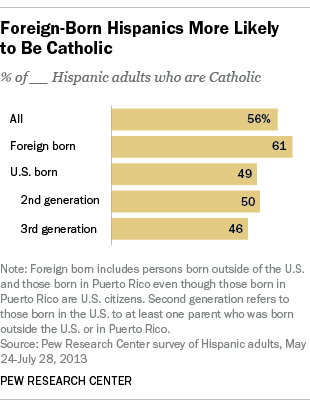 Foreign-Born Hispanics More Likely
to Be Catholic
% of __ Hispanic adults who are Catholic
All 56%
Foreign born 61
U.S. born 49
2nd generation 50
3rd generation 46
Note: Foreign born includes persons born outside of the U.S.
and those born in Puerto Rico even though those born in
Puerto Rico are U.S. citizens. Second generation refers to
those born in the U.S. to at least one parent who was born
outside the U.S. or in Puerto Rico.
Source: Pew Research Center survey of Hispanic adults, May
24-July 28, 2013
PEW RESEARCH CENTER